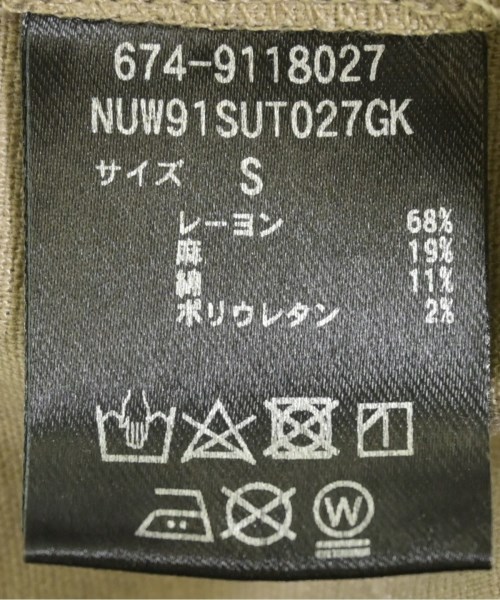 674-9118027
NUW91SUT027GK
サイズ S
レーヨン 68%
麻 19%
綿 11%
ポリウレタン 2%
W